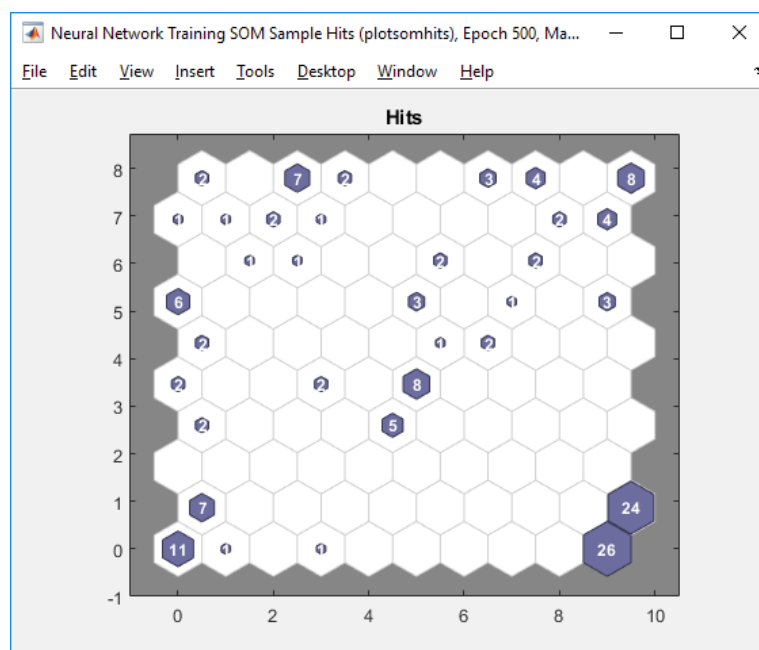 Neural Network Training SOM Sample Hits (plotsomhits), Epoch 500, Ma...
File Edit View Insert Tools Desktop Window Help
Hits
8 2 7 2 3 4 8
7 1 1 2 1 2 4
6 1 1 2 2
5 6 3 1 3
4 2 1 2
3 2 2 8
2 2 5
1 7 24
0 11 1 1 26
-1
0 2 4 6 8 10